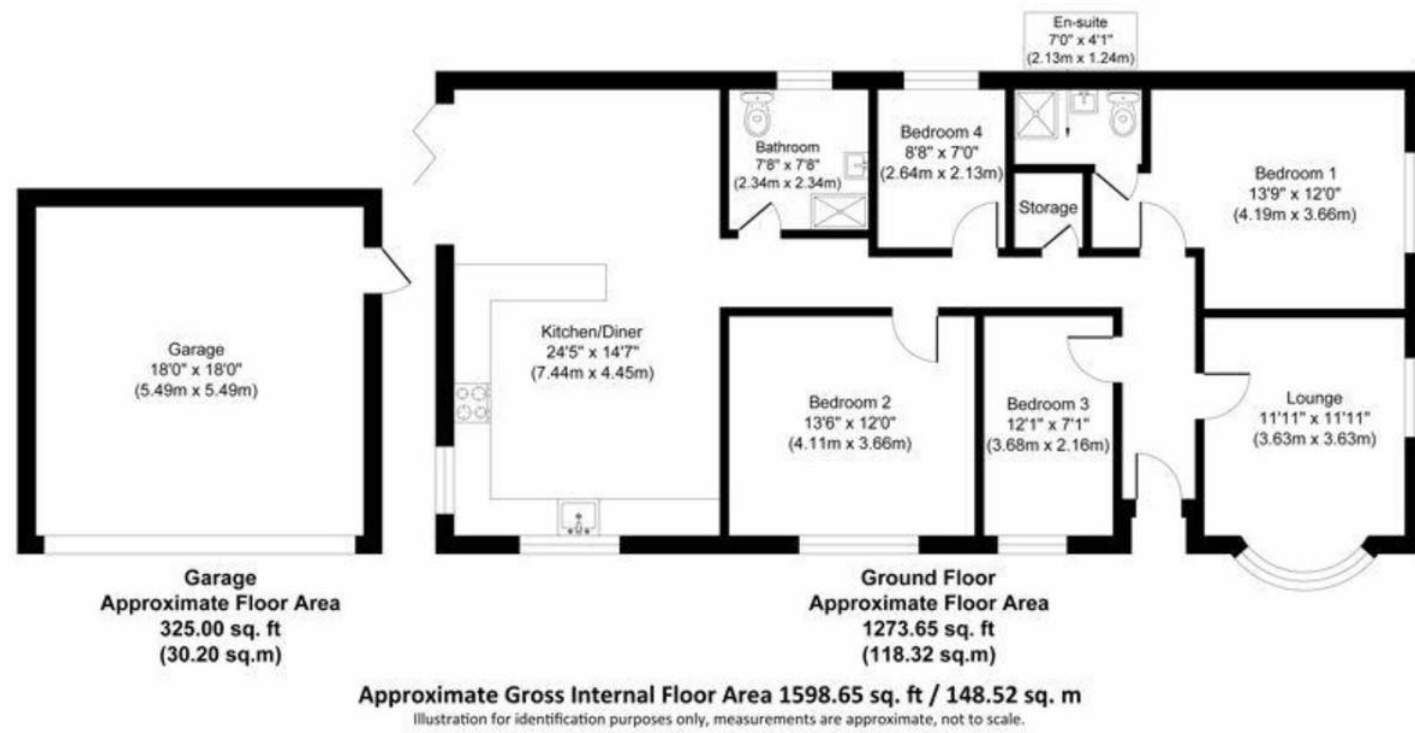 En-suite
7'0" x 4'1"
(2.13m x 1.24m)
Bathroom
7'8" x 7'8"
(2.34m x 2.34m)
Bedroom 4
8'8" x 7'0"
(2.64m x 2.13m)
Storage
Bedroom 1
13'9" x 12'0"
(4.19m x 3.66m)
Garage
18'0" x 18'0"
(5.49m x 5.49m)
Kitchen/Diner
24'5" x 14'7"
(7.44m x 4.45m)
Bedroom 2
13'6" x 12'0"
(4.11m x 3.66m)
Bedroom 3
12'1" x 7'1"
(3.68m x 2.16m)
Lounge
11'11" x 11'11"
(3.63m x 3.63m)
Garage
Approximate Floor Area
325.00 sq. ft
(30.20 sq.m)
Ground Floor
Approximate Floor Area
1273.65 sq. ft
(118.32 sq.m)
Approximate Gross Internal Floor Area 1598.65 sq. ft / 148.52 sq. m
Illustration for identification purposes only, measurements are approximate, not to scale.